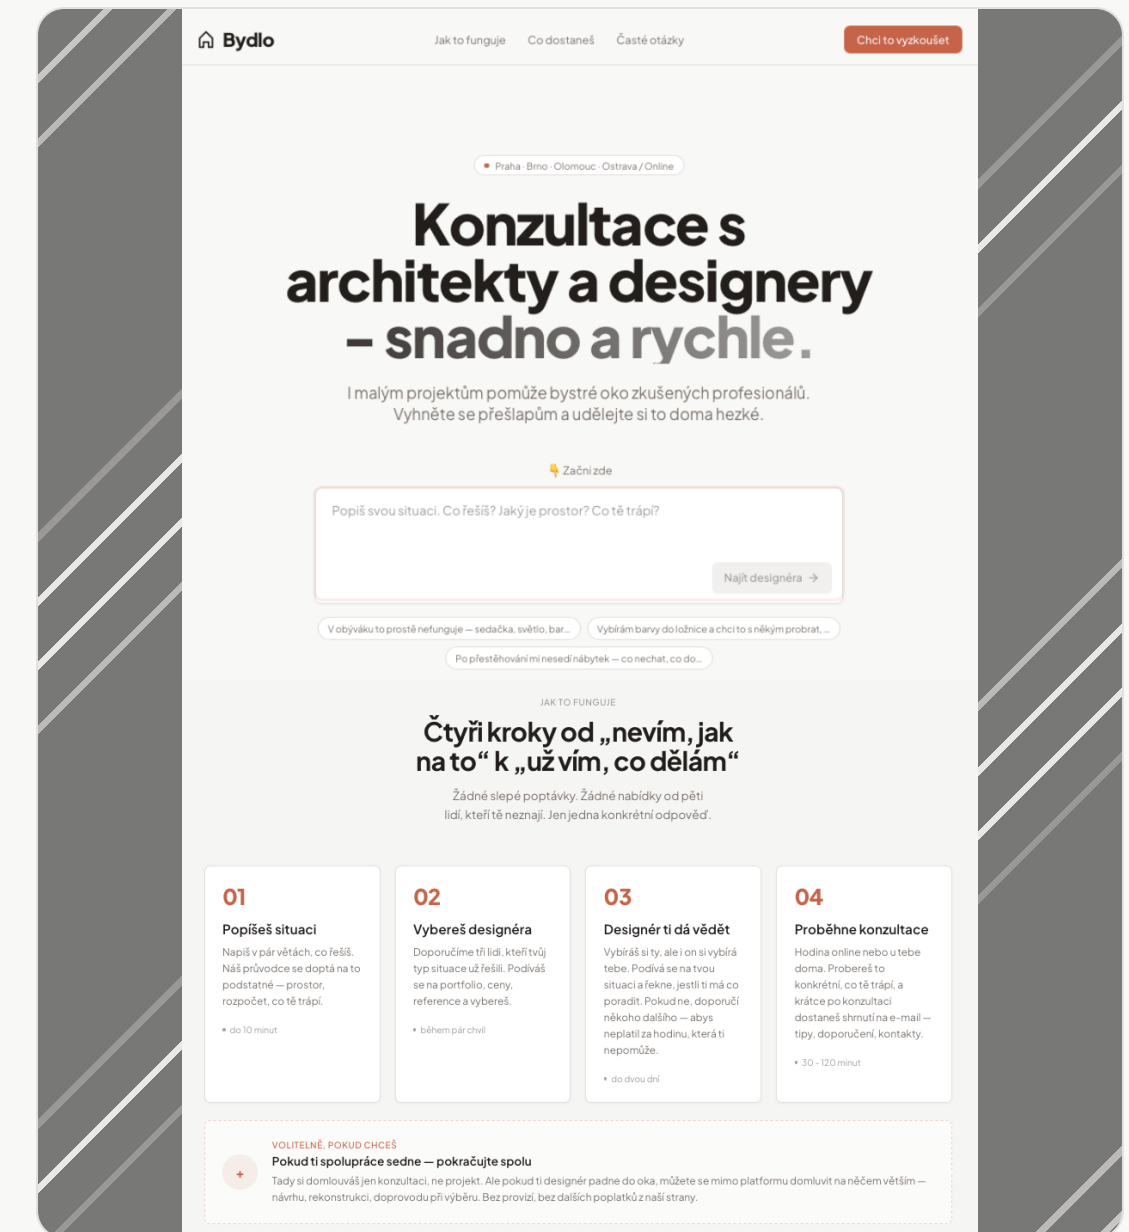 Bydlo
Jak to funguje
Co dostaneš
Časté otázky
Chci to vyzkoušet
Praha · Brno · Olomouc · Ostrava / Online
Konzultace s
architekty a designery
– snadno a rychle.
I malým projektům pomůže bystré oko zkušených profesionálů.
Vyhněte se přešlapům a udělejte si to doma hezké.
👇 Začni zde
Popiš svou situaci. Co řešíš? Jaký je prostor? Co tě trápí?
Najít designéra →
V obýváku to prostě nefunguje — sedačka, světlo, bar...
Vybírám barvy do ložnice a chci to s někým probrat, ...
Po přestěhování mi nesedí nábytek — co nechat, co do...
JAK TO FUNGUJE
Čtyři kroky od „nevím, jak
na to“ k „už vím, co dělám“
Žádné slepé poptávky. Žádné nabídky od pěti
lidí, kteří tě neznají. Jen jedna konkrétní odpověď.
01
Popíšeš situaci
Napiš v pár větách, co řešíš.
Náš průvodce se doptá na to
podstatné — prostor,
rozpočet, co tě trápí.
do 10 minut
02
Vybereš designéra
Doporučíme tři lidi, kteří tvůj
typ situace už řešili. Podíváš
se na portfolio, ceny,
reference a vybereš.
během pár chvil
03
Designér ti dá vědět
Vybíráš si ty, ale i on si vybírá
tebe. Podívá se na tvou
situaci a řekne, jestli ti má co
poradit. Pokud ne, doporučí
někoho dalšího — abys
neplatil za hodinu, která ti
nepomůže.
do dvou dní
04
Proběhne konzultace
Hodina online nebo u tebe
doma. Probereš to
konkrétní, co tě trápí, a
krátce po konzultaci
dostaneš shrnutí na e-mail —
tipy, doporučení, kontakty.
30 - 120 minut
+
VOLITELNĚ, POKUD CHCEŠ
Pokud ti spolupráce sedne — pokračujte spolu
Tady si domlouváš jen konzultaci, ne projekt. Ale pokud ti designér padne do oka, můžete se mimo platformu domluvit na něčem větším —
návrhu, rekonstrukci, doprovodu při výběru. Bez provizí, bez dalších poplatků z naší strany.